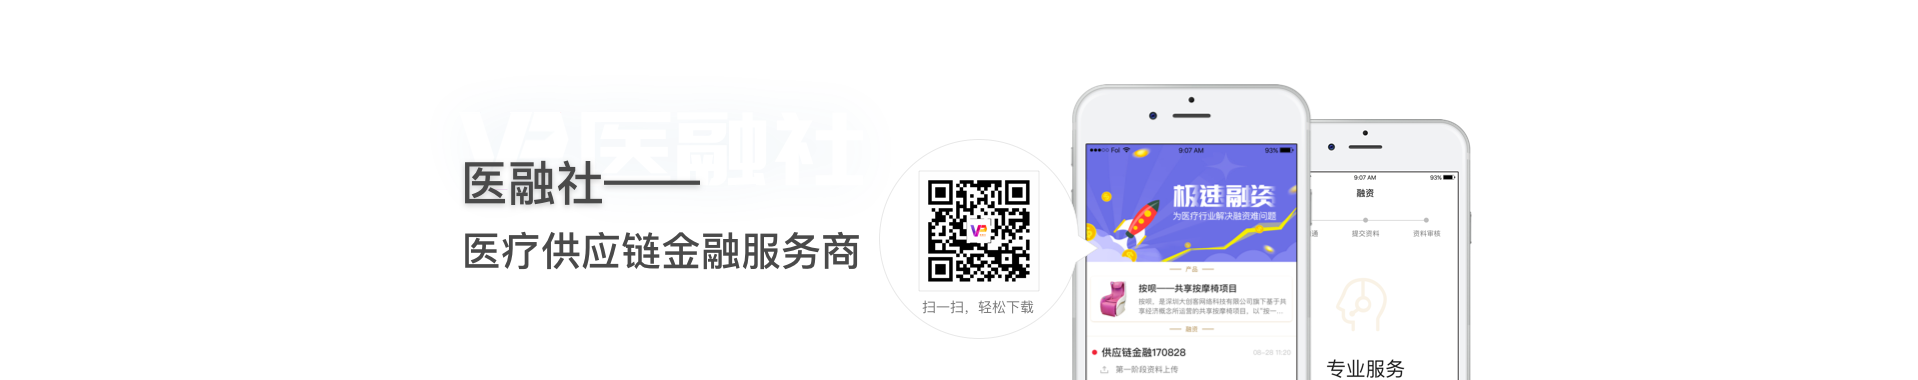 VP医融社
医融社——
医疗供应链金融服务商
VP
扫一扫，轻松下载
9:07 AM
93%
极速融资
为医疗行业解决融资难问题
产品
按呗——共享按摩椅项目
按呗，是深圳大创客网络科技有限公司旗下基于共
享经济概念所运营的共享按摩椅项目，以“按一...
融资
供应链金融170828
06-28 11:20
第一阶段资料上传
9:07 AM
93%
融资
通
提交资料
资料审核
专业服务